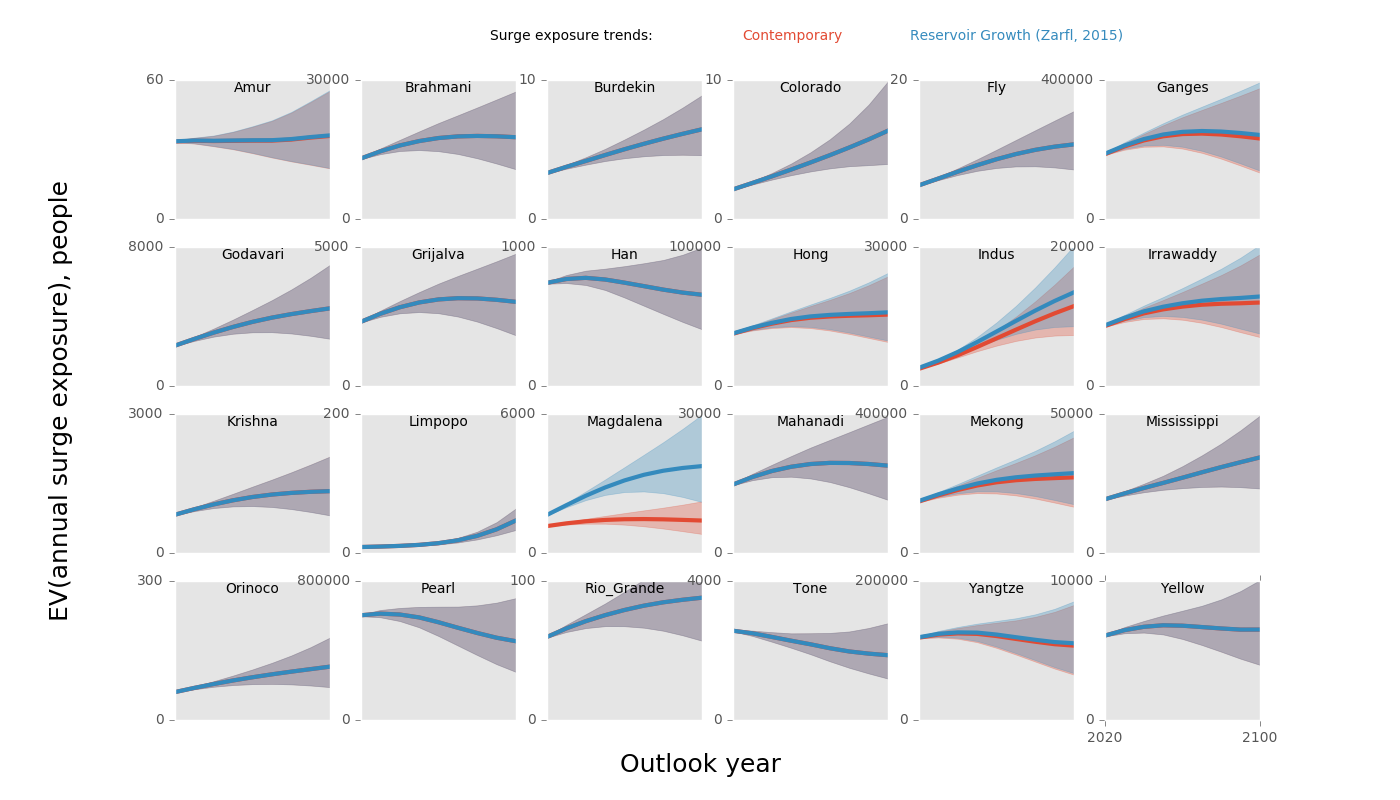 Surge exposure trends: Contemporary Reservoir Growth (Zarfl, 2015)
60 Amur 30000 Brahmani 10 Burdekin 10 Colorado 20 Fly 400000 Ganges
0 0 0 0 0 0
8000 Godavari 5000 Grijalva 1000 Han 100000 Hong 30000 Indus 20000 Irrawaddy
0 0 0 0 0 0
3000 Krishna 200 Limpopo 6000 Magdalena 30000 Mahanadi 400000 Mekong 50000 Mississippi
0 0 0 0 0 0
300 Orinoco 800000 Pearl 100 Rio_Grande 4000 Tone 200000 Yangtze 10000 Yellow
0 0 0 0 0 0
2020 2100
EV(annual surge exposure), people
Outlook year